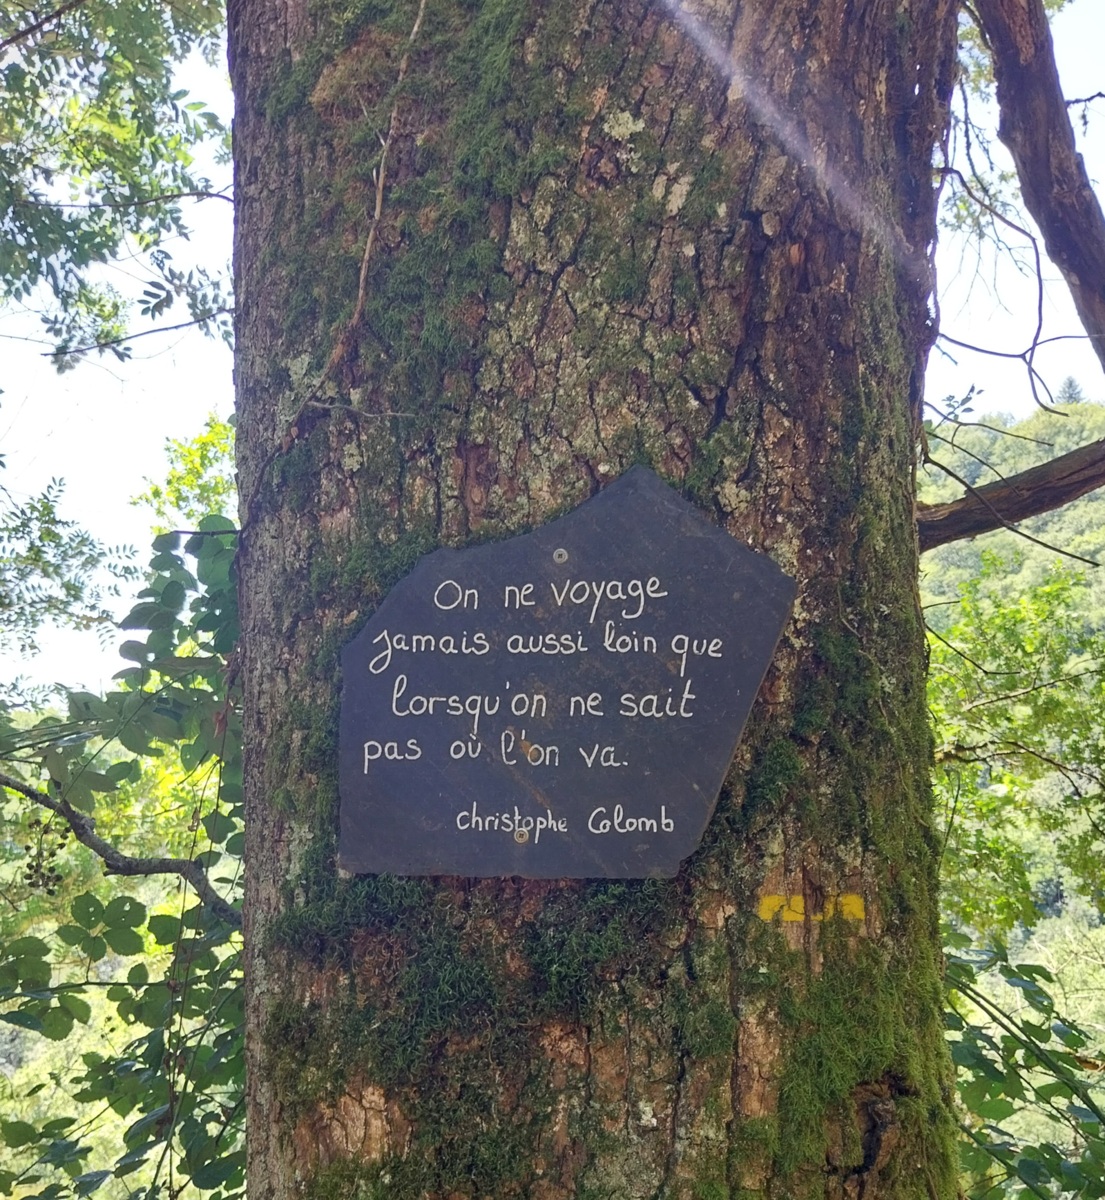 On ne voyage
Jamais aussi loin que
lorsqu'on ne sait
pas où l'on va.
christophe Colomb